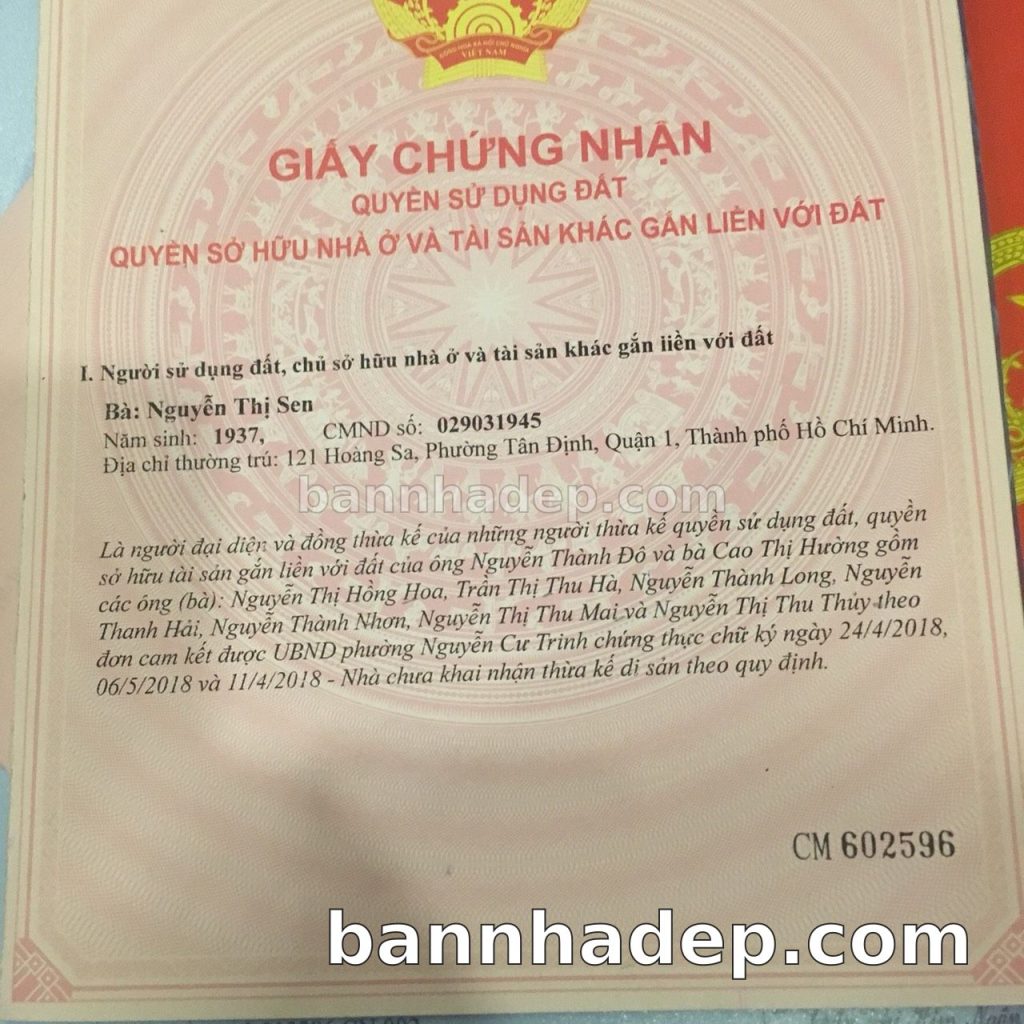 CỘNG HÒA XÃ HỘI CHỦ NGHĨA
VIỆT NAM
GIẤY CHỨNG NHẬN
QUYỀN SỬ DỤNG ĐẤT
QUYỀN SỞ HỮU NHÀ Ở VÀ TÀI SẢN KHÁC GẮN LIỀN VỚI ĐẤT
I. Người sử dụng đất, chủ sở hữu nhà ở và tài sản khác gắn liền với đất
Bà: Nguyễn Thị Sen
Năm sinh: 1937, CMND số: 029031945
Địa chỉ thường trú: 121 Hoàng Sa, Phường Tân Định, Quận 1, Thành phố Hồ Chí Minh.
bannhadep.com
Là người đại diện và đồng thừa kế của những người thừa kế quyền sử dụng đất, quyền
sở hữu tài sản gắn liền với đất của ông Nguyễn Thành Đô và bà Cao Thị Hường gồm
các ông (bà): Nguyễn Thị Hồng Hoa, Trần Thị Thu Hà, Nguyễn Thành Long, Nguyễn
Thanh Hải, Nguyễn Thành Nhơn, Nguyễn Thị Thu Mai và Nguyễn Thị Thu Thủy theo
đơn cam kết được UBND phường Nguyễn Cư Trinh chứng thực chữ ký ngày 24/4/2018,
06/5/2018 và 11/4/2018 - Nhà chưa khai nhận thừa kế di sản theo quy định.
CM 602596
bannhadep.com